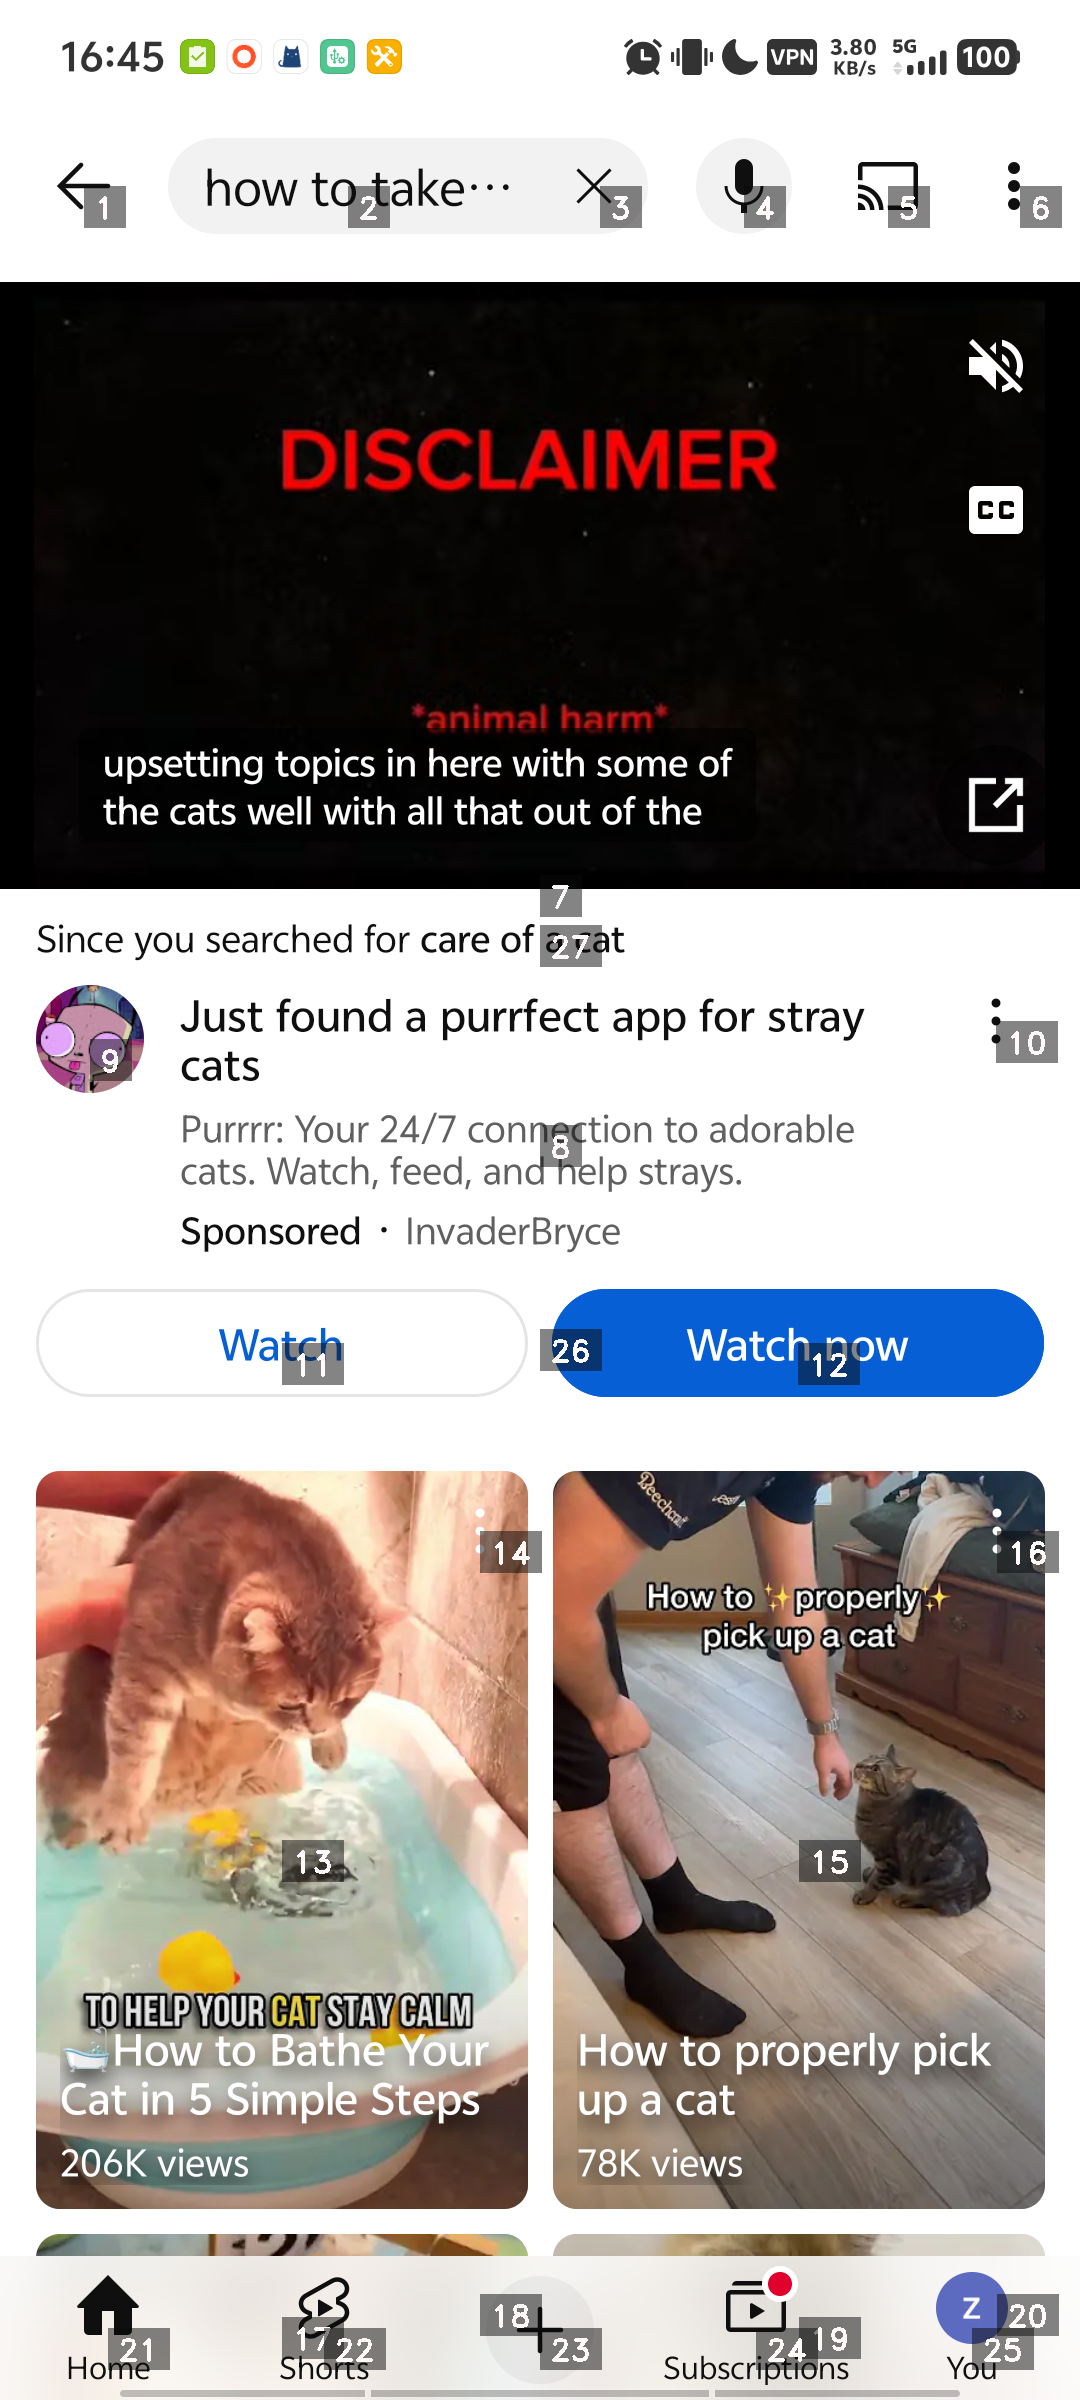 16:45
VPN
3.80
KB/s
5G
100
how to take…
1
2
3
4
5
6
DISCLAIMER
CC
*animal harm*
upsetting topics in here with some of
the cats well with all that out of the
7
Since you searched for care of a cat
27
Just found a purrfect app for stray
cats
9
10
Purrrr: Your 24/7 connection to adorable
cats. Watch, feed, and help strays.
8
Sponsored · InvaderBryce
Watch
11
26
Watch now
12
14
Beechcraft
16
How to ✨properly✨
pick up a cat
13
15
TO HELP YOUR CAT STAY CALM
🛁How to Bathe Your
Cat in 5 Simple Steps
206K views
How to properly pick
up a cat
78K views
Z
17
18
19
20
21
22
23
24
25
Home
Shorts
Subscriptions
You